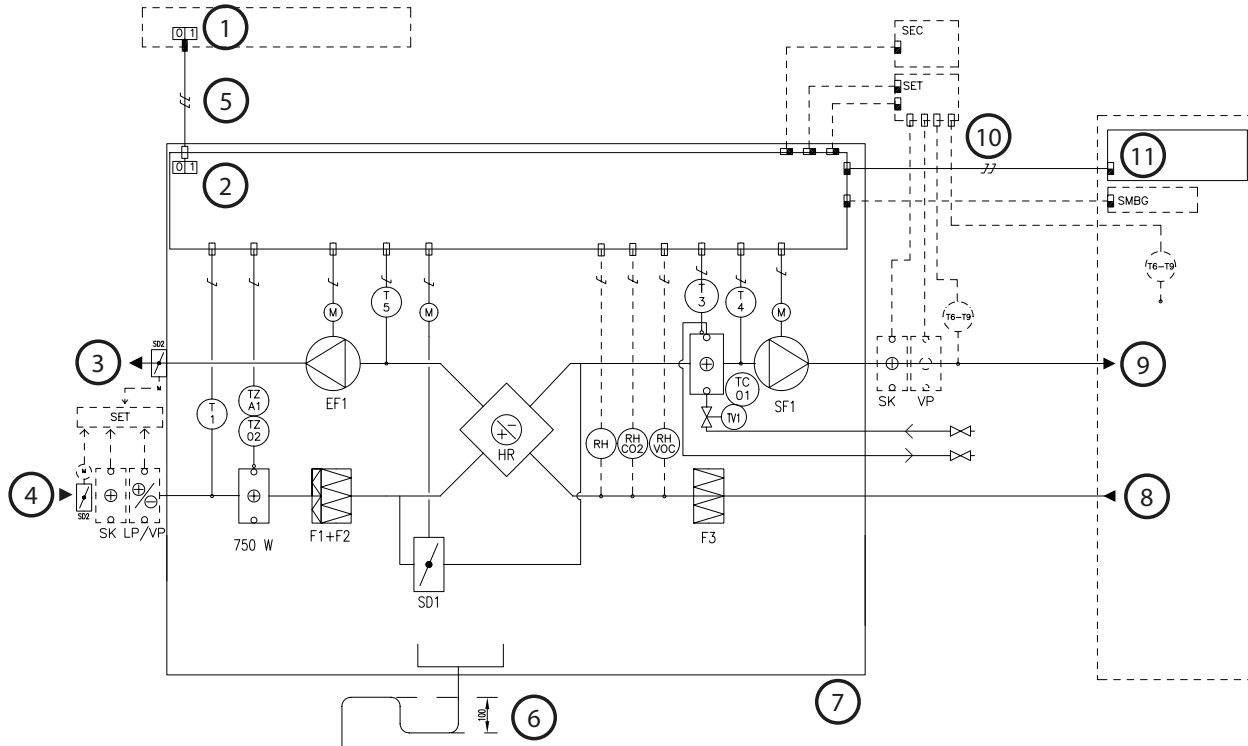 0 1
1
SEC
5
SET
10
0 1
2
11
SMBG
T6-T9
T
5
M
M
T
3
T
4
M
T6-T9
3
SD2
M
EF1
SET
T
1
TZ
A1
TZ
02
HR
TC
01
TV1
SF1
SK
VP
9
RH
RH
CO2
RH
VOC
M
4
SD2
SK
LP/VP
750 W
F1+F2
F3
8
SD1
100
6
7